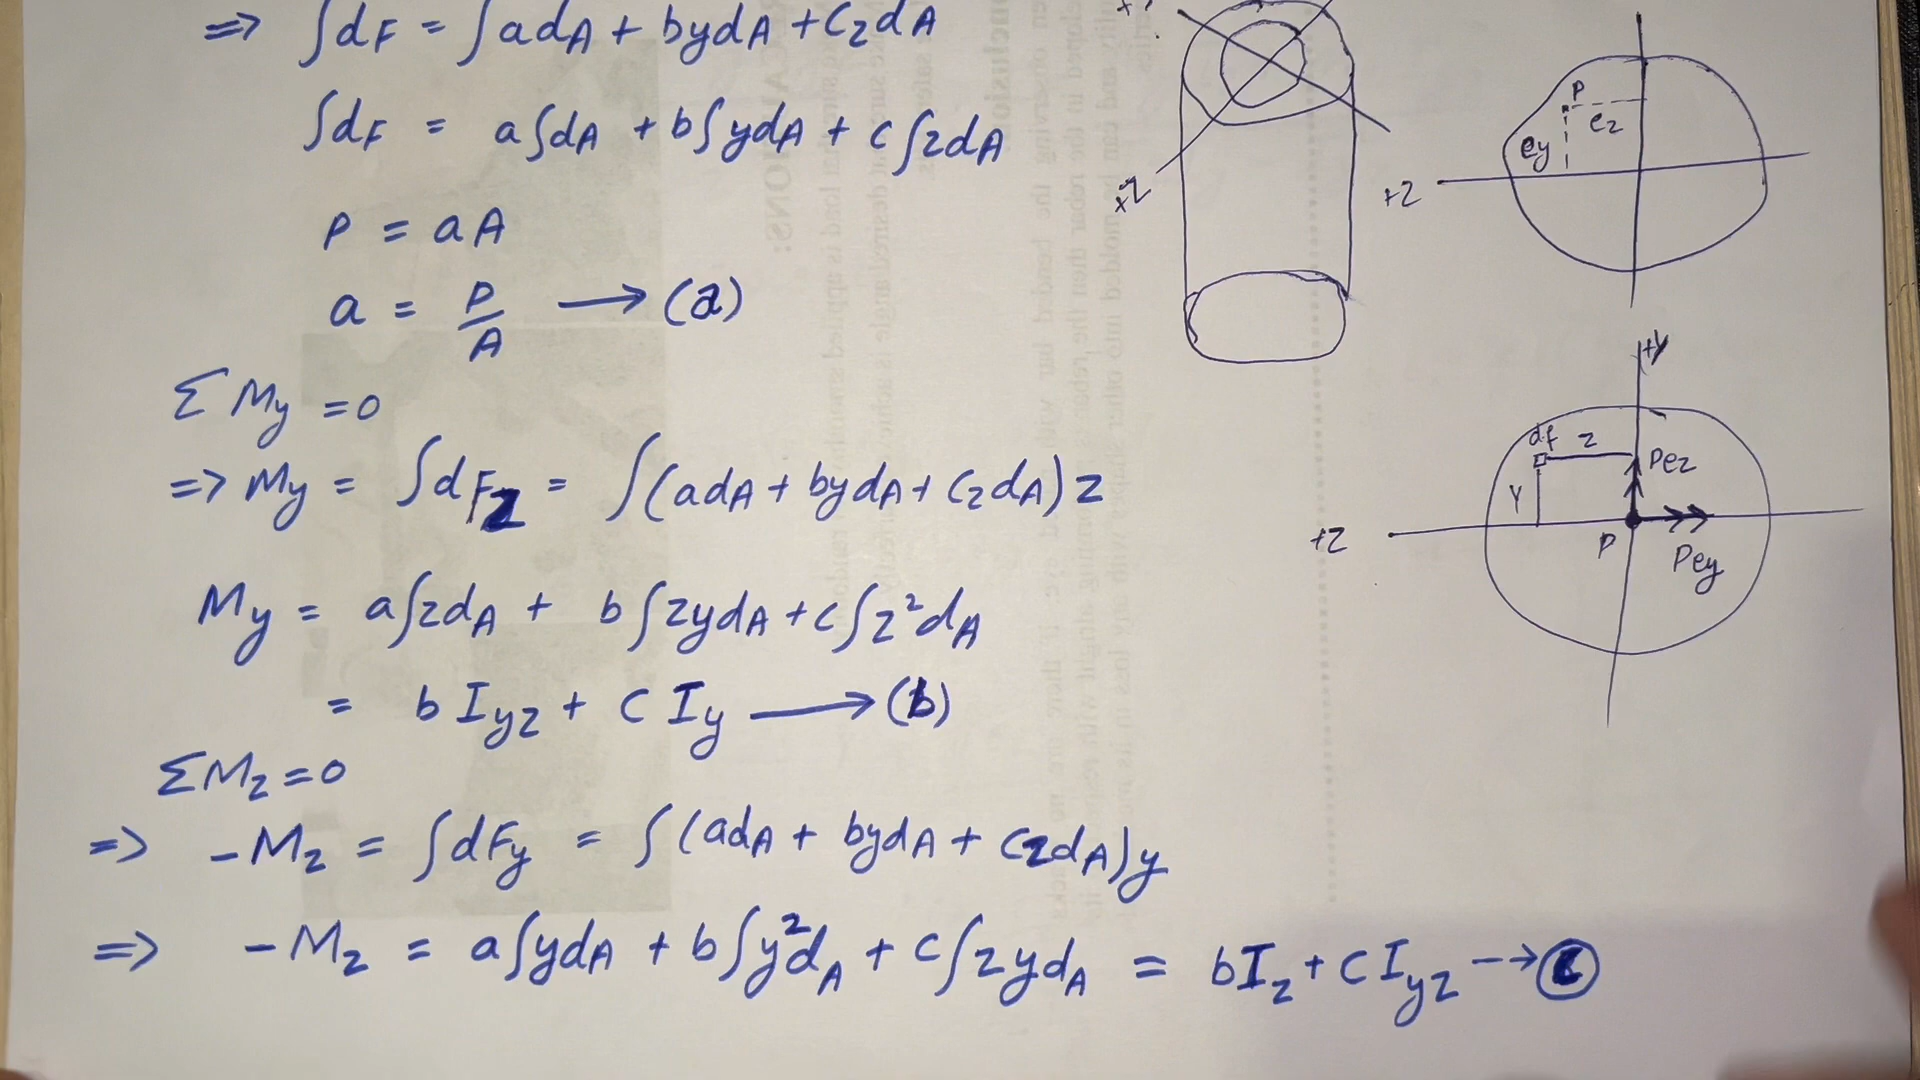 => ∫dF = ∫adA + bydA + CzdA
∫dF = a∫dA + b∫ydA + c∫zdA
P = aA
a = P/A → (a)
ΣMy = 0
=> My = ∫dFz = ∫(adA + bydA + CzdA)z
My = a∫zdA + b∫zydA + c∫z²dA
= b Iyz + C Iy → (b)
ΣMz = 0
=> -Mz = ∫dFy = ∫(adA + bydA + CzdA)y
=> -Mz = a∫ydA + b∫y²dA + c∫zydA = bIz + cIyz → (c)
+z
P
ez
ey
+z
+y
df z
Pez
Y
+z
P
Pey